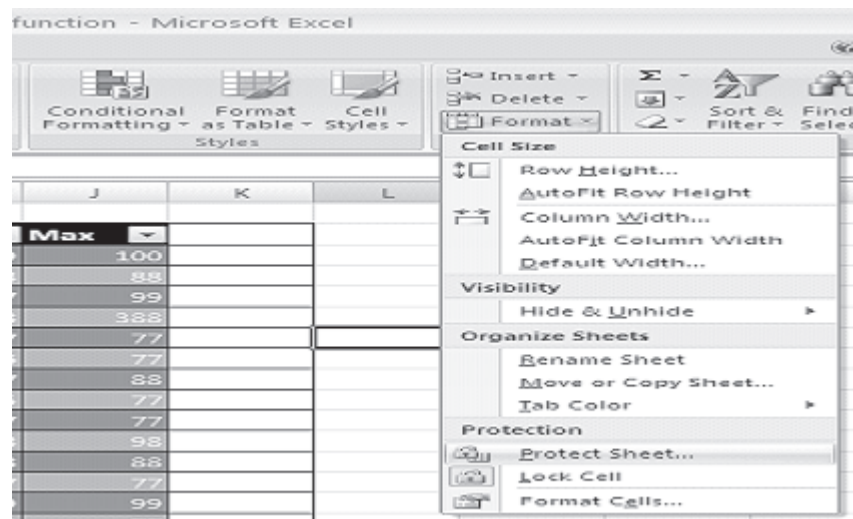 function - Microsoft Excel
Insert
Delete
Format
Conditional Formatting
Format as Table
Cell Styles
Sort & Filter
Styles
Cell Size
Row Height...
AutoFit Row Height
Column Width...
AutoFit Column Width
Default Width...
Visibility
Hide & Unhide
Organize Sheets
Rename Sheet
Move or Copy Sheet...
Tab Color
Protection
Protect Sheet...
Lock Cell
Format Cells...
J K L
Max
100
88
99
388
77
77
88
77
77
98
88
77
99